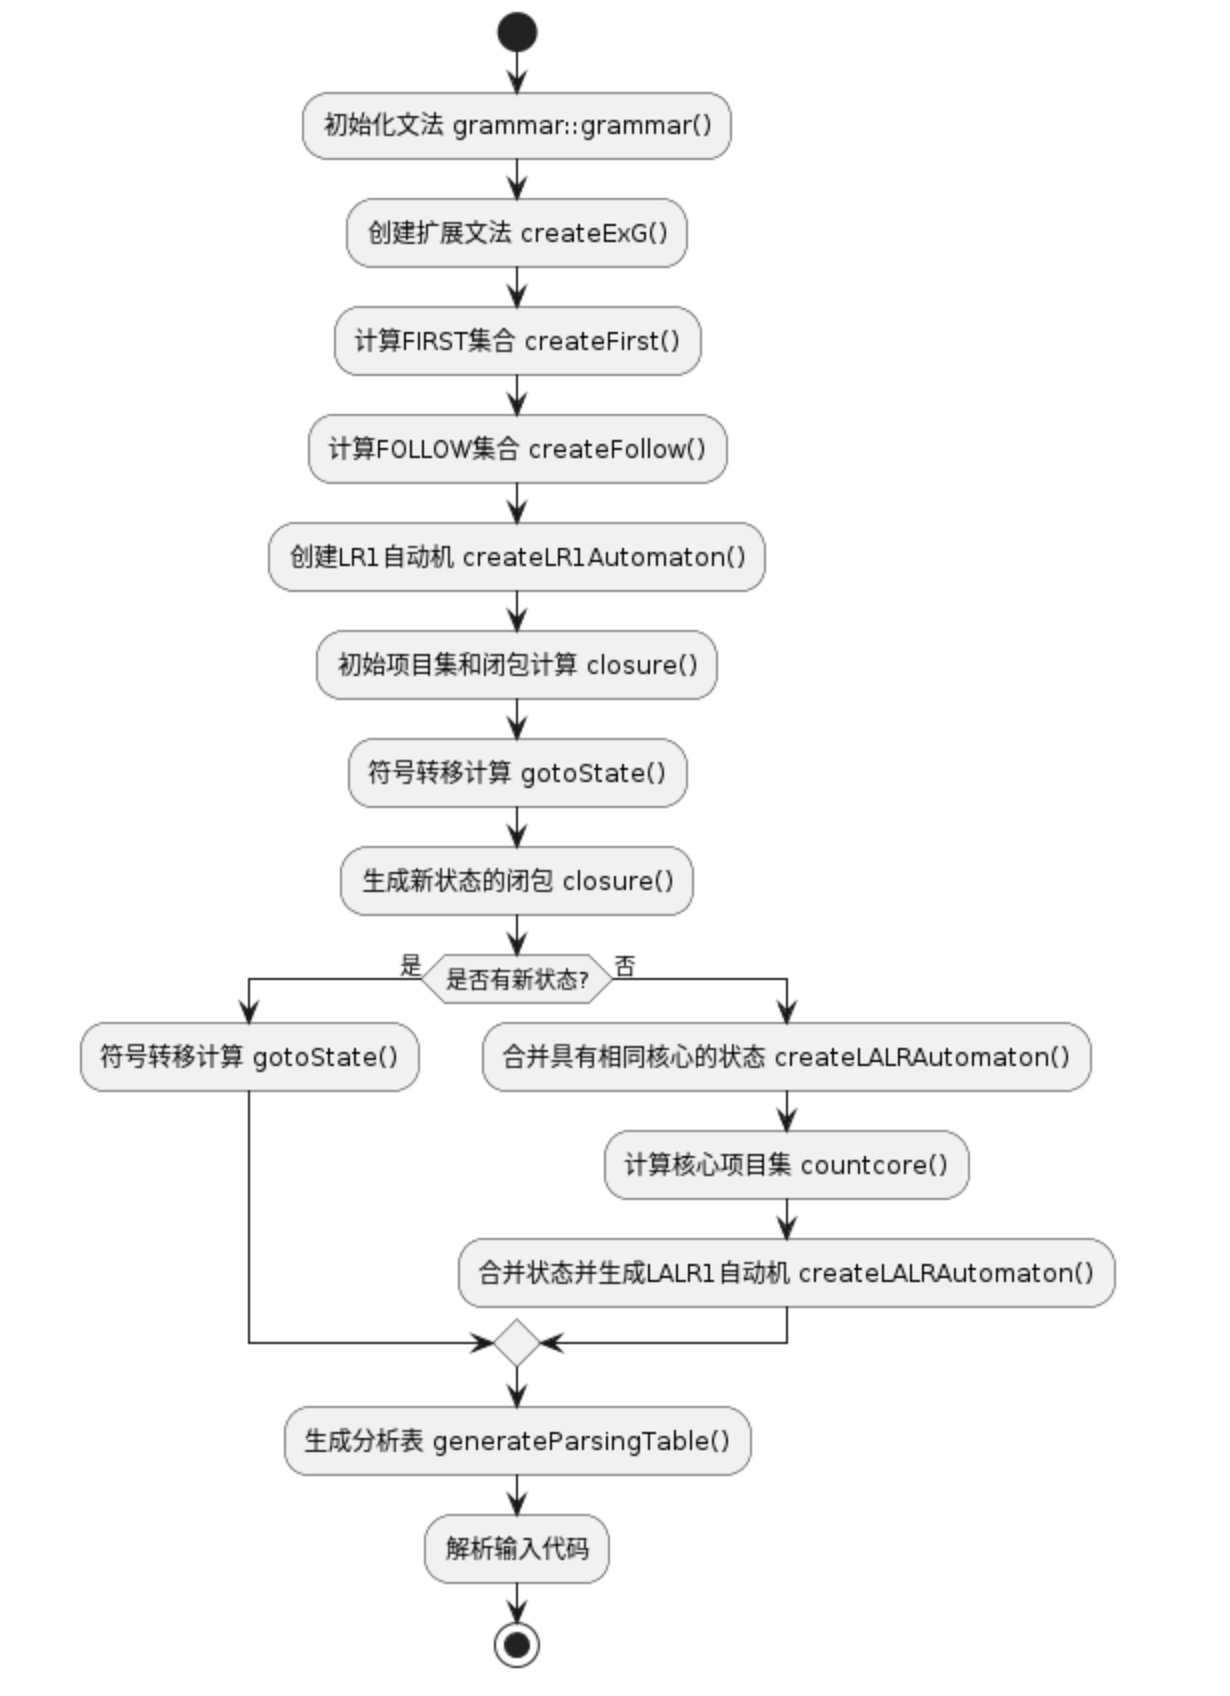 初始化文法 grammar::grammar()
创建扩展文法 createExG()
计算FIRST集合 createFirst()
计算FOLLOW集合 createFollow()
创建LR1自动机 createLR1Automaton()
初始项目集和闭包计算 closure()
符号转移计算 gotoState()
生成新状态的闭包 closure()
是
是否有新状态?
否
符号转移计算 gotoState()
合并具有相同核心的状态 createLALRAutomaton()
计算核心项目集 countcore()
合并状态并生成LALR1自动机 createLALRAutomaton()
生成分析表 generateParsingTable()
解析输入代码